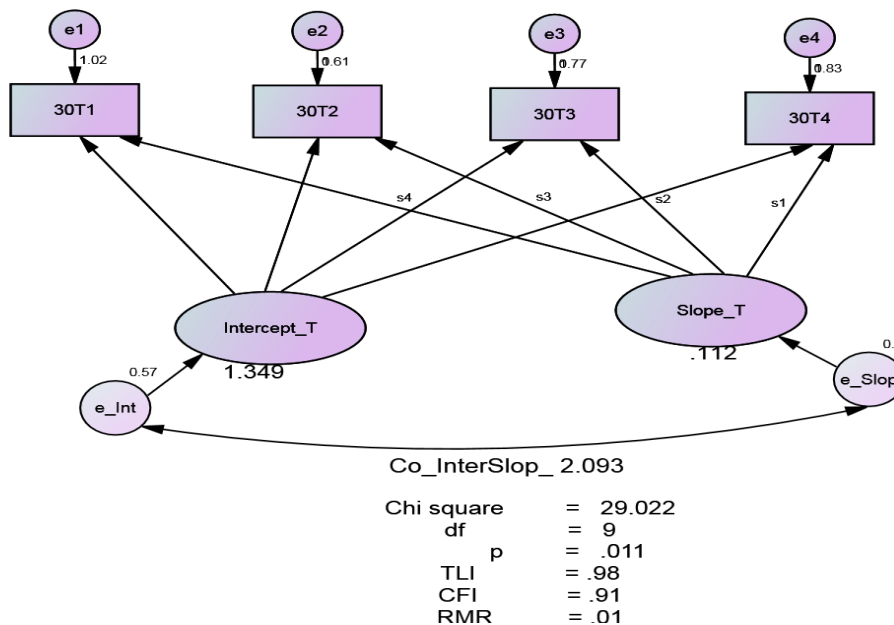 e1 e2 e3 e4
1.02 0.61 0.77 0.83
30T1 30T2 30T3 30T4
s4 s3 s2 s1
Intercept_T Slope_T
1.349 .112
0.57 0.
e_Int e_Slop
Co_InterSlop_ 2.093
Chi square = 29.022
df = 9
p = .011
TLI = .98
CFI = .91
RMR = .01